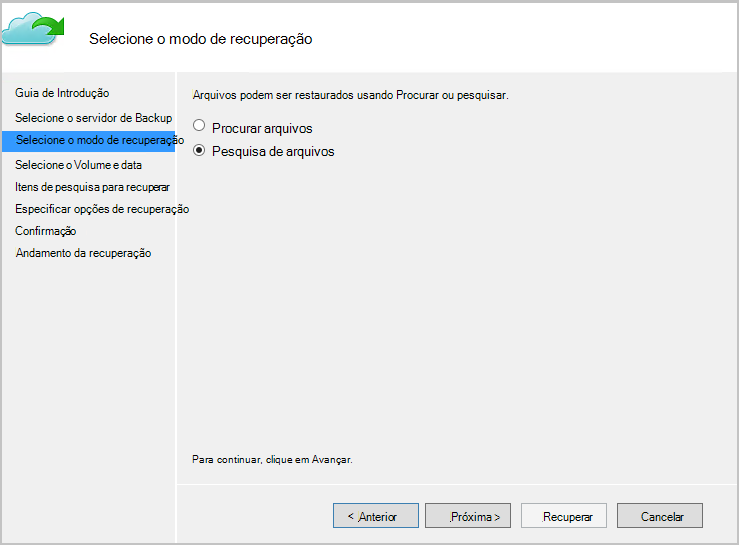 Selecione o modo de recuperação
Guia de Introdução
Selecione o servidor de Backup
Selecione o modo de recuperação
Selecione o Volume e data
Itens de pesquisa para recuperar
Especificar opções de recuperação
Confirmação
Andamento da recuperação
Arquivos podem ser restaurados usando Procurar ou pesquisar.
Procurar arquivos
Pesquisa de arquivos
Para continuar, clique em Avançar.
< Anterior
Próxima >
Recuperar
Cancelar